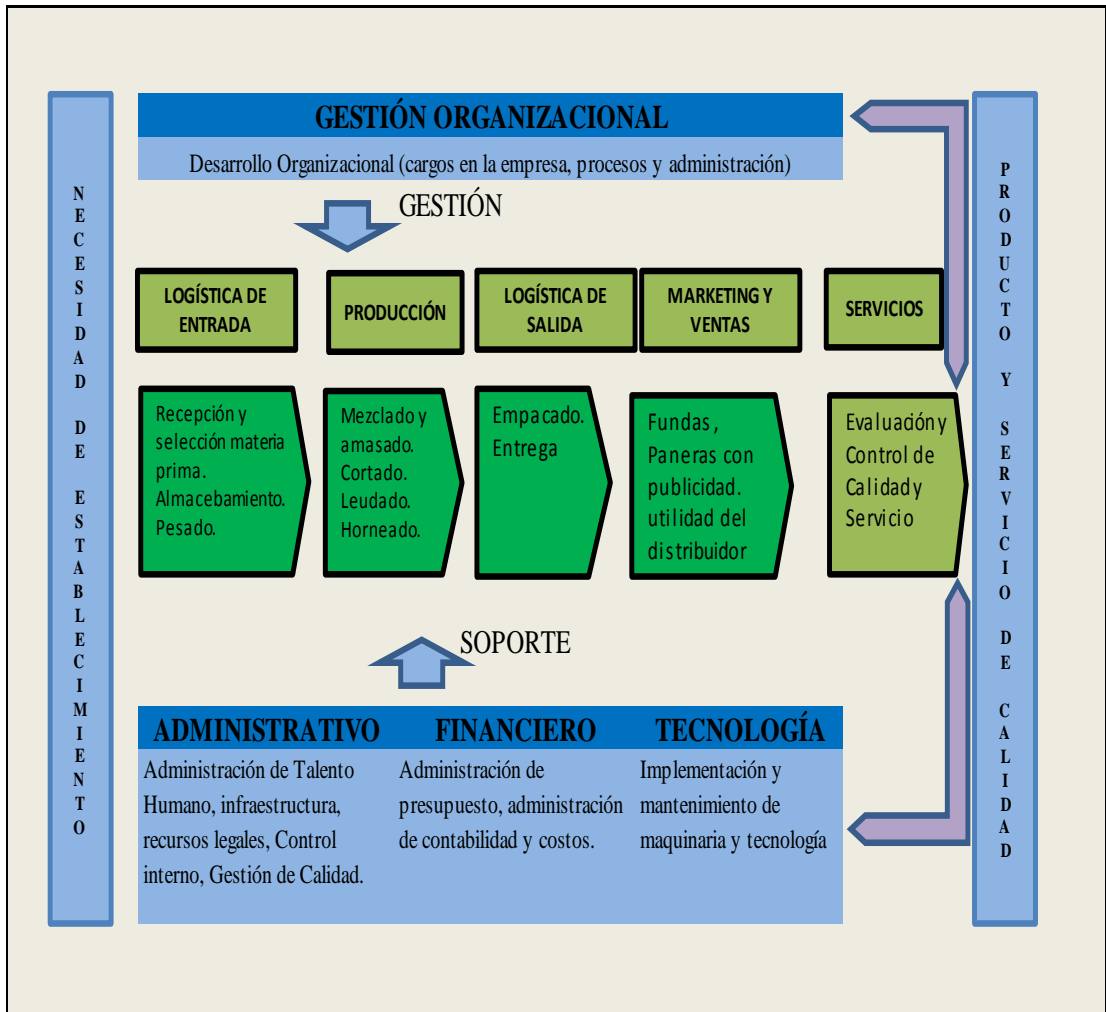 GESTIÓN ORGANIZACIONAL
Desarrollo Organizacional (cargos en la empresa, procesos y administración)
NECESIDAD DE ESTABLECIMIENTO
GESTIÓN
LOGÍSTICA DE
ENTRADA
PRODUCCIÓN
LOGÍSTICA DE
SALIDA
MARKETING Y
VENTAS
SERVICIOS
Recepción y
selección materia
prima.
Almacebamiento.
Pesado.
Mezclado y
amasado.
Cortado.
Leudado.
Horneado.
Empacado.
Entrega
Fundas ,
Paneras con
publicidad.
utilidad del
distribuidor
Evaluación y
Control de
Calidad y
Servicio
SOPORTE
ADMINISTRATIVO
Administración de Talento
Humano, infraestructura,
recursos legales, Control
interno, Gestión de Calidad.
FINANCIERO
Administración de
presupuesto, administración
de contabilidad y costos.
TECNOLOGÍA
Implementación y
mantenimiento de
maquinaria y tecnología
PRODUCTO Y SERVICIO DE CALIDAD